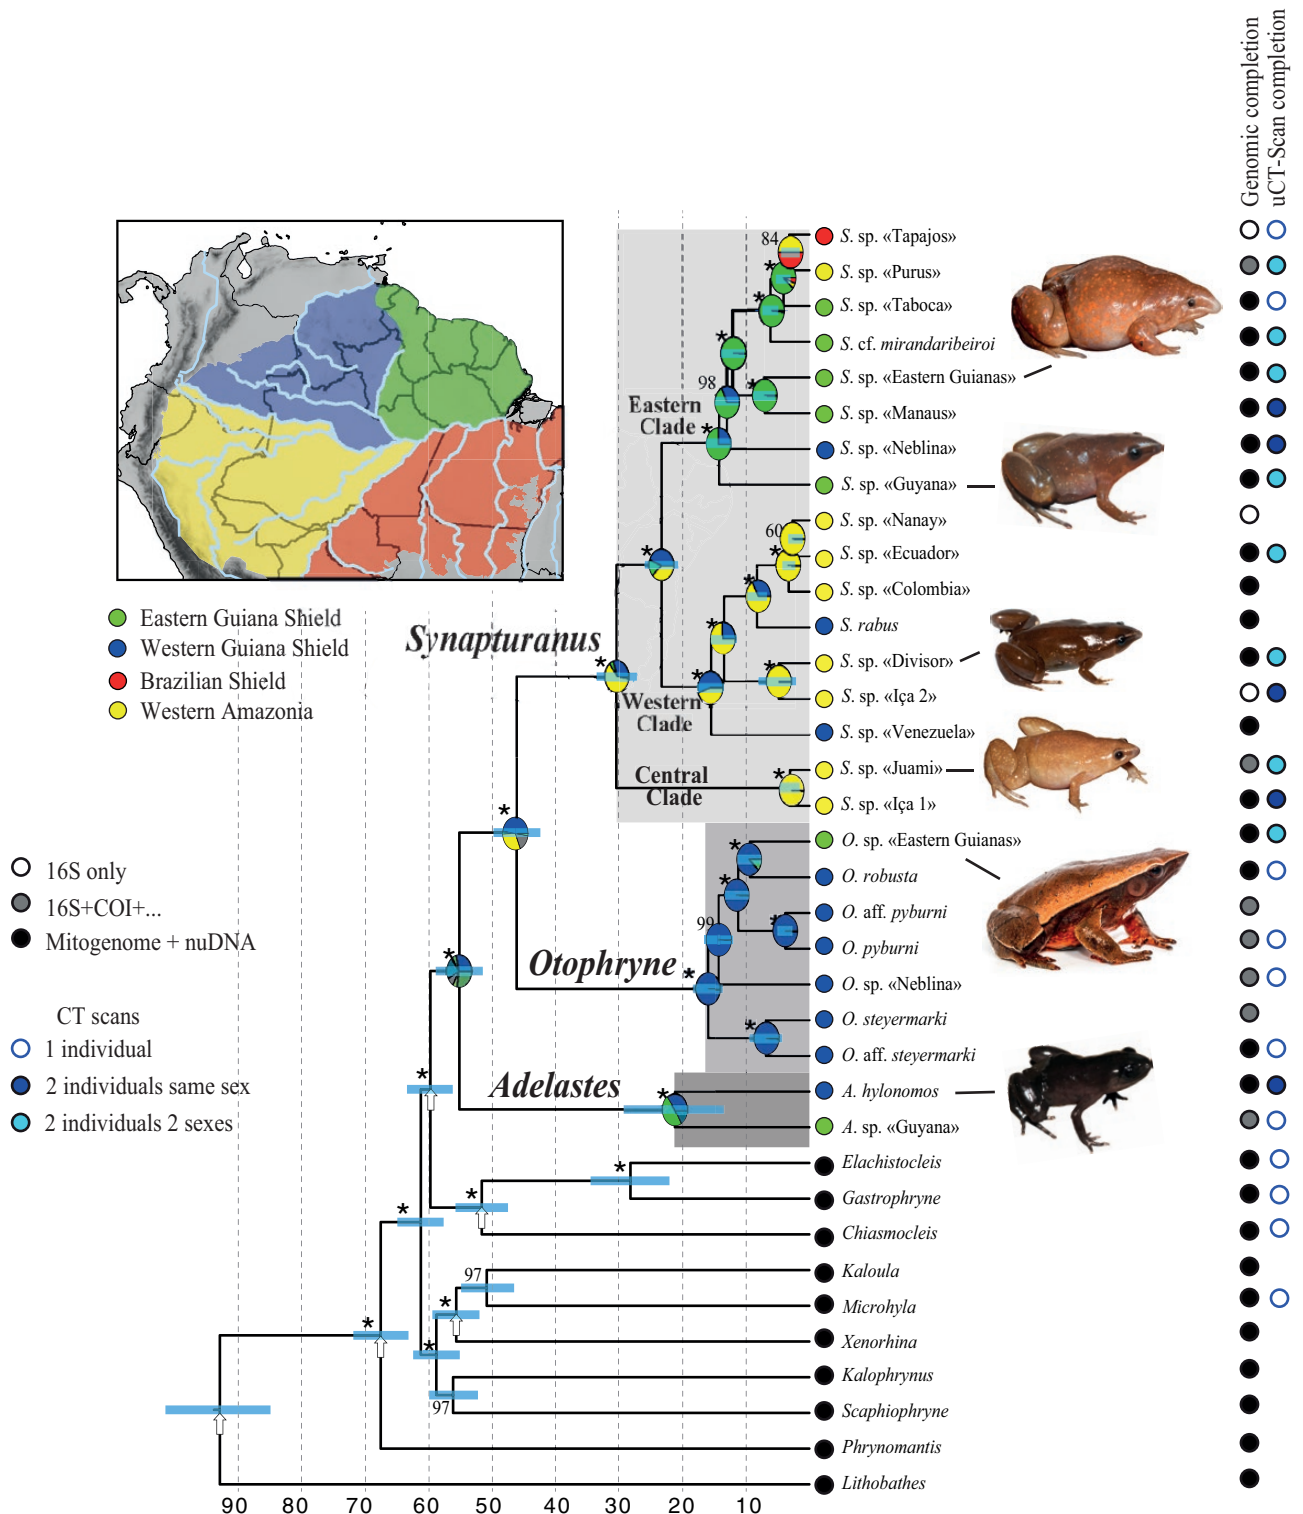 Genomic completion
uCT-Scan completion
84
S. sp. «Tapajos»
*
S. sp. «Purus»
*
S. sp. «Taboca»
*
S. cf. mirandaribeiroi
98
*
S. sp. «Eastern Guianas»
Eastern
Clade
S. sp. «Manaus»
*
S. sp. «Neblina»
S. sp. «Guyana»
S. sp. «Nanay»
60
*
*
S. sp. «Ecuador»
*
S. sp. «Colombia»
Eastern Guiana Shield
Western Guiana Shield
Brazilian Shield
Western Amazonia
Synapturanus
*
*
S. rabus
*
*
S. sp. «Divisor»
Western
Clade
S. sp. «Iça 2»
S. sp. «Venezuela»
Central
Clade
*
S. sp. «Juami»
S. sp. «Iça 1»
*
*
O. sp. «Eastern Guianas»
16S only
16S+COI+...
Mitogenome + nuDNA
*
O. robusta
*
O. aff. pyburni
99
O. pyburni
*
Otophryne
*
O. sp. «Neblina»
CT scans
1 individual
2 individuals same sex
2 individuals 2 sexes
O. steyermarki
*
O. aff. steyermarki
*
Adelastes
*
A. hylonomos
A. sp. «Guyana»
*
Elachistocleis
*
Gastrophryne
*
Chiasmocleis
97
Kaloula
*
Microhyla
*
*
Xenorhina
Kalophrynus
97
Scaphiophryne
Phrynomantis
Lithobathes
90 80 70 60 50 40 30 20 10